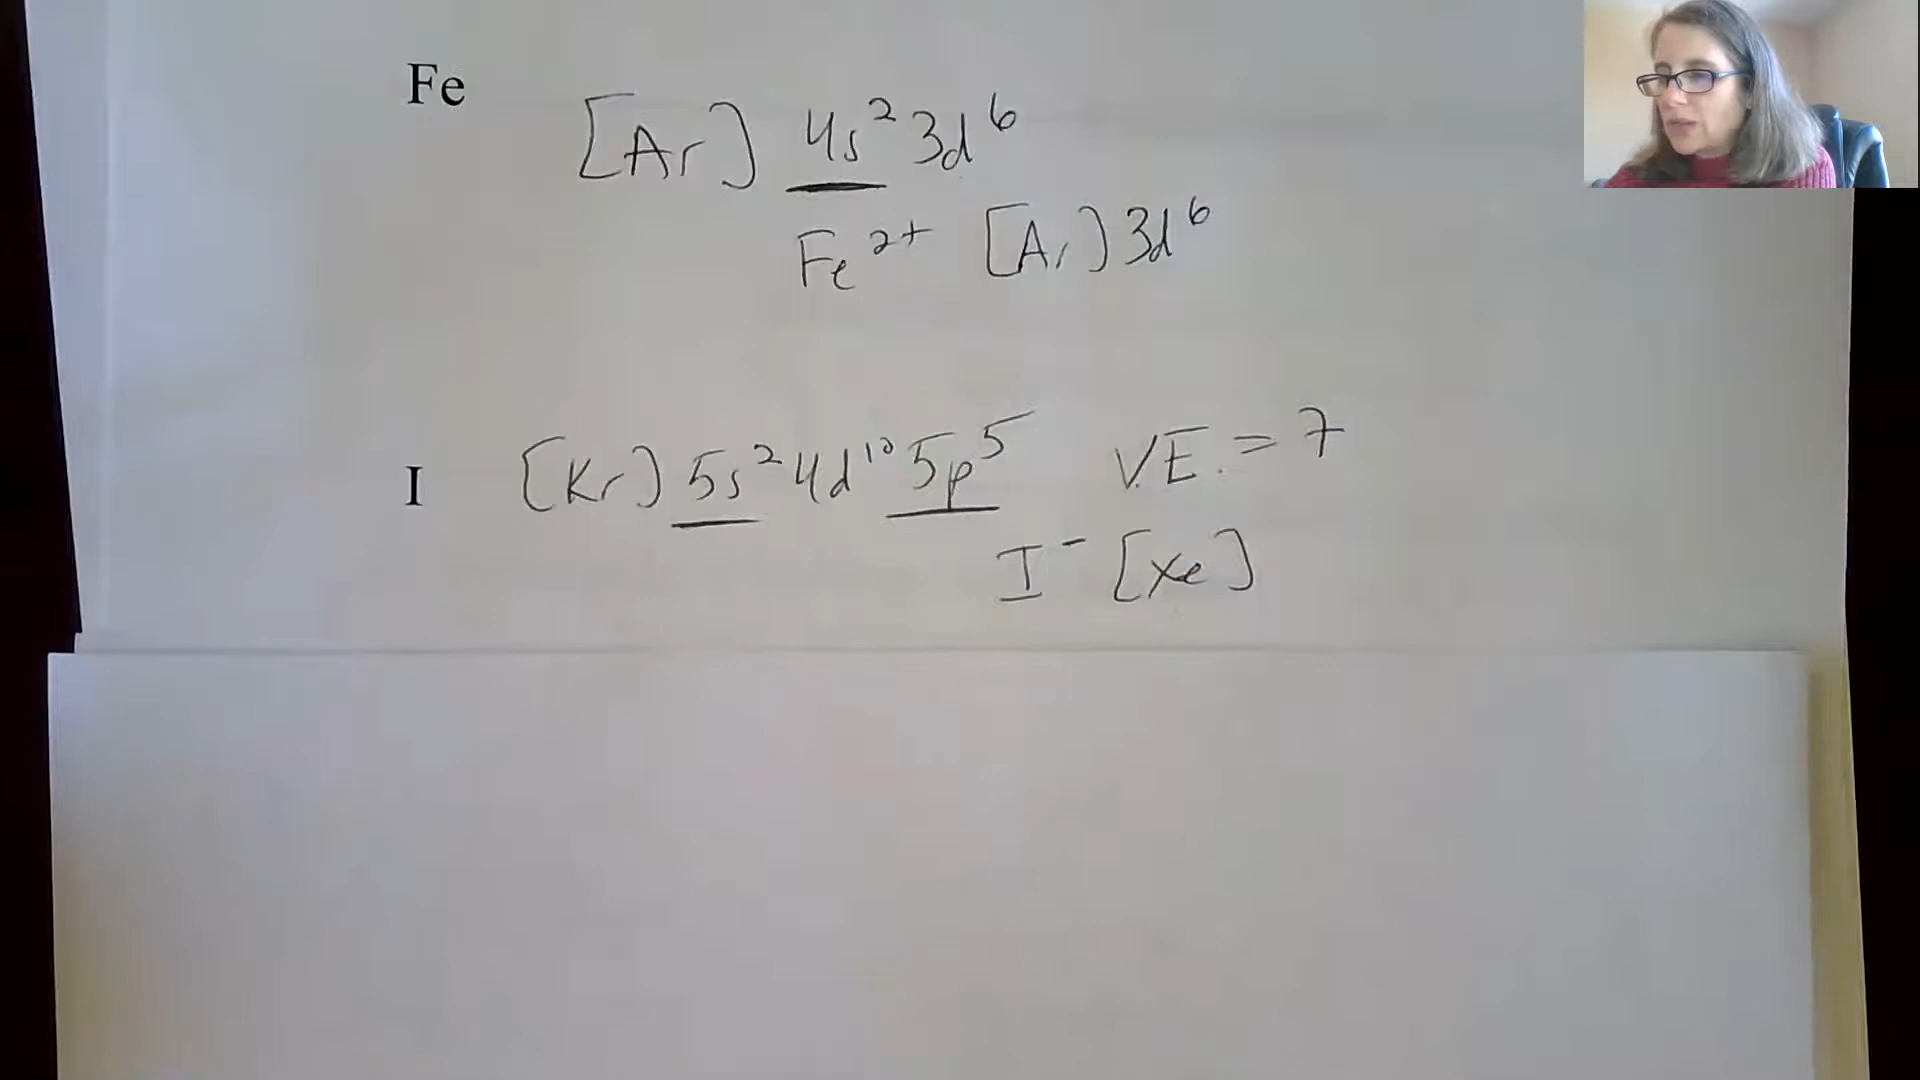 Fe
[Ar] 4s² 3d⁶
Fe²⁺ [Ar] 3d⁶
I [Kr] 5s² 4d¹⁰ 5p⁵ V.E. = 7
I⁻ [Xe]